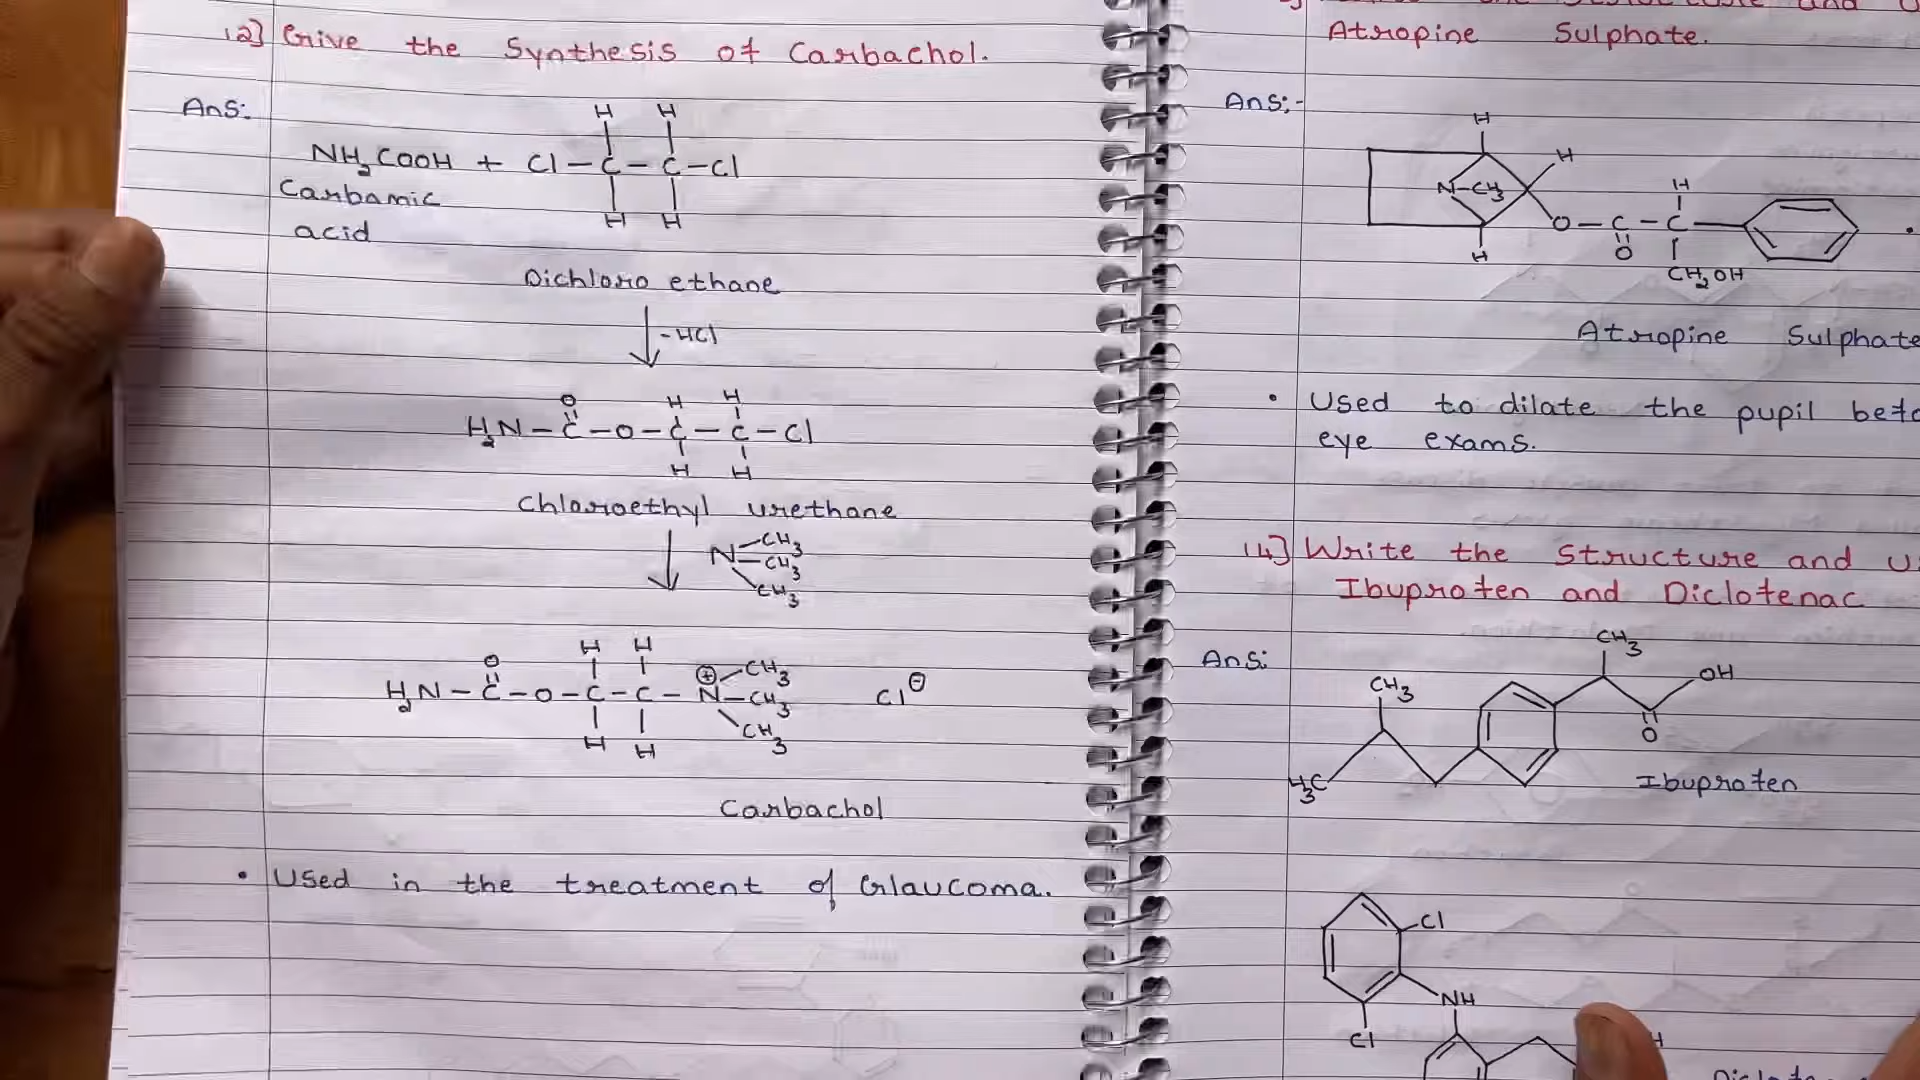 12] Give the Synthesis of Carbachol.
Ans:
H H
NH2COOH + Cl – C – C – Cl
H H
Carbamic
acid
Dichloro ethane
- HCl
O H H
H2N – C – O – C – C – Cl
H H
Chloroethyl urethane
N – CH3
– CH3
CH3
O H H
H2N – C – O – C – C – N ⊕ – CH3
– CH3
CH3
H H
Cl ⊖
Carbachol
• Used in the treatment of Glaucoma.
and
Atropine Sulphate.
Ans:-
H
H
N – CH3
H
O – C – C
O
H
CH2OH
Atropine Sulphate
• Used to dilate the pupil
eye exams.
14] Write the Structure and
Ibuprofen and Diclofenac
Ans:
CH3
OH
CH3
O
H3C
Ibuprofen
Cl
NH
Cl
H